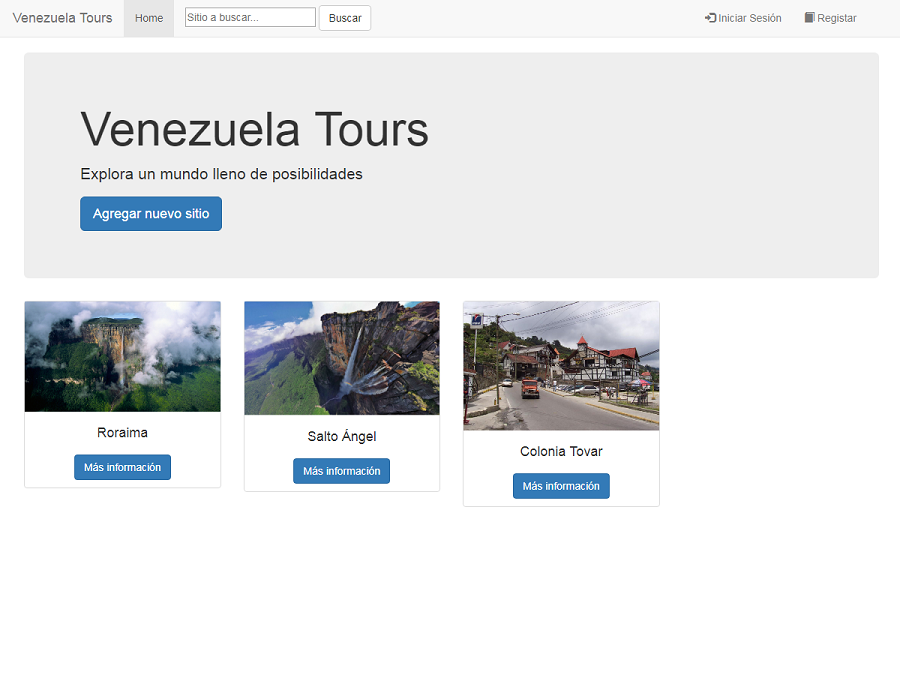 Venezuela Tours Home Sitio a buscar... Buscar Iniciar Sesión Registar
Venezuela Tours
Explora un mundo lleno de posibilidades
Agregar nuevo sitio
Roraima
Más información
Salto Ángel
Más información
Colonia Tovar
Más información